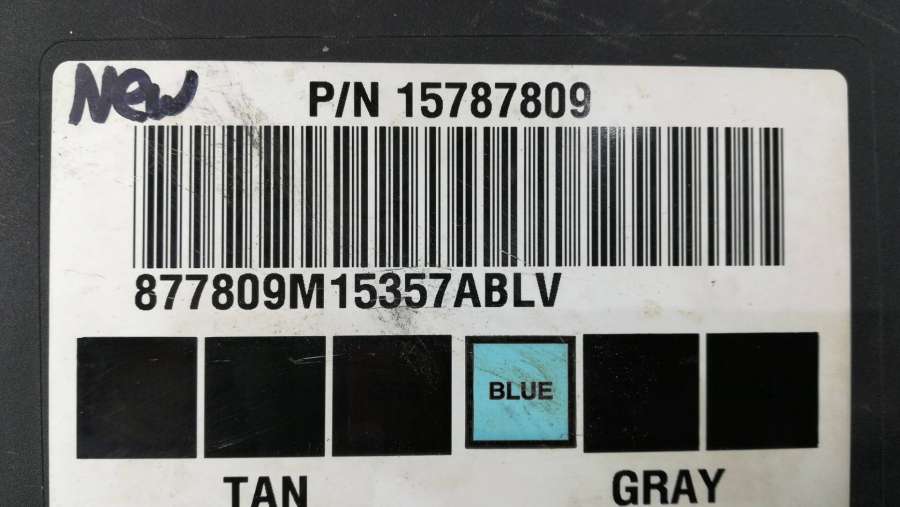 New
P/N 15787809
877809M15357ABLV
BLUE
TAN GRAY